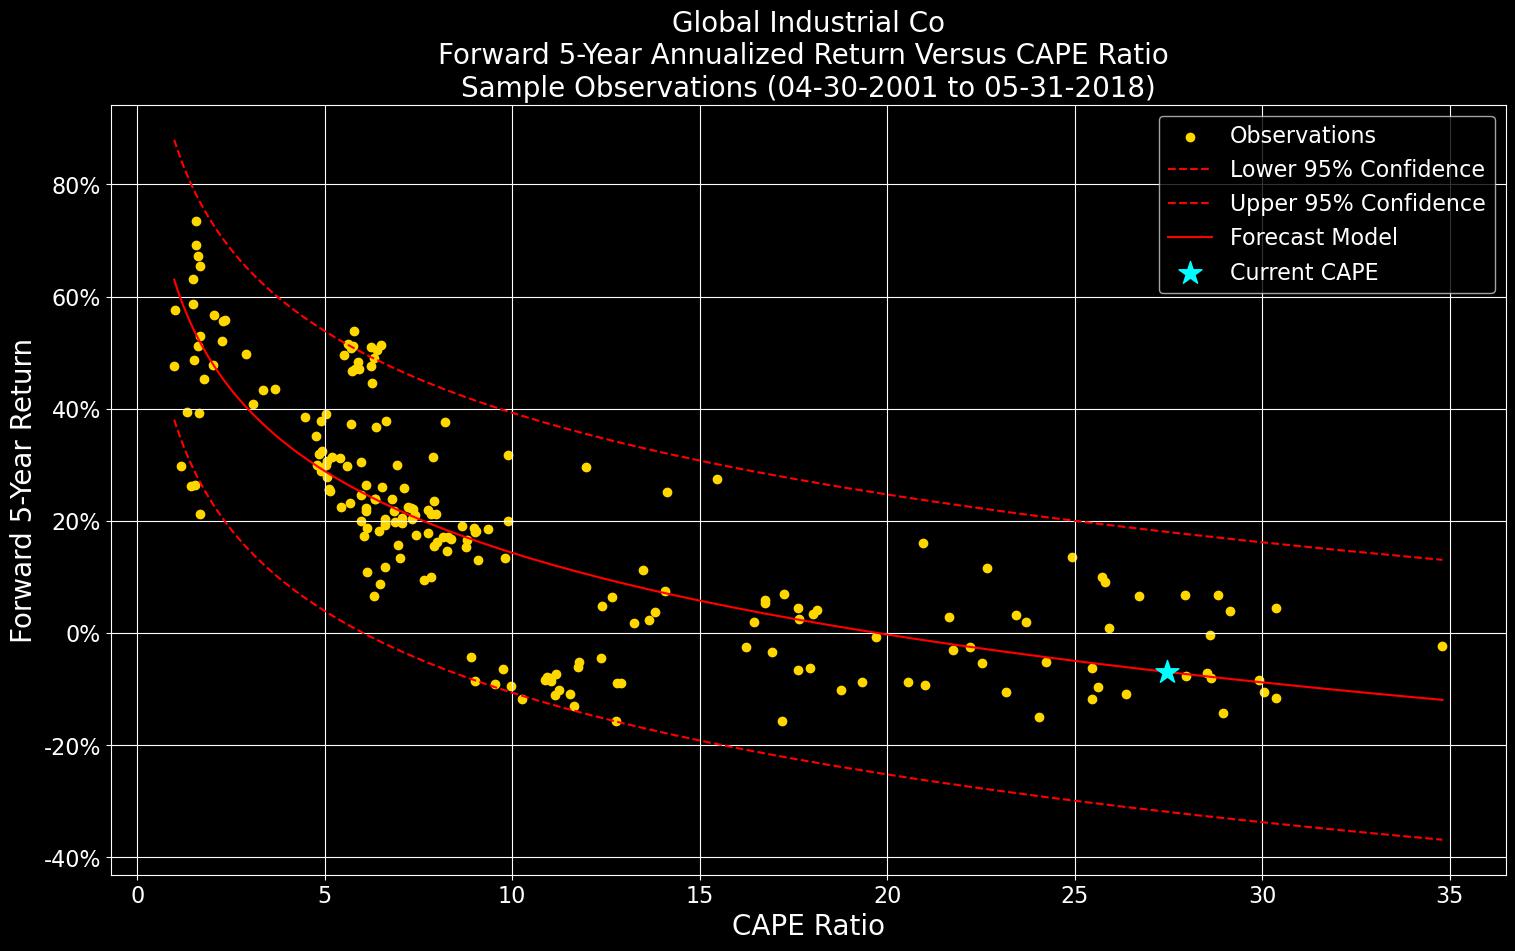 Global Industrial Co
Forward 5-Year Annualized Return Versus CAPE Ratio
Sample Observations (04-30-2001 to 05-31-2018)
Observations
Lower 95% Confidence
Upper 95% Confidence
Forecast Model
Current CAPE
Forward 5-Year Return
80%
60%
40%
20%
0%
-20%
-40%
0 5 10 15 20 25 30 35
CAPE Ratio